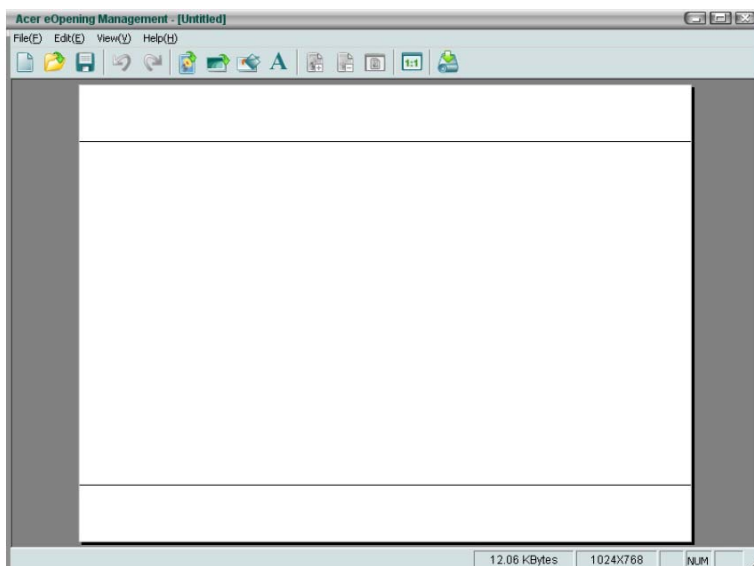 Acer eOpening Management - [Untitled]
File(F) Edit(E) View(V) Help(H)
A 1:1
12.06 KBytes 1024X768 NUM